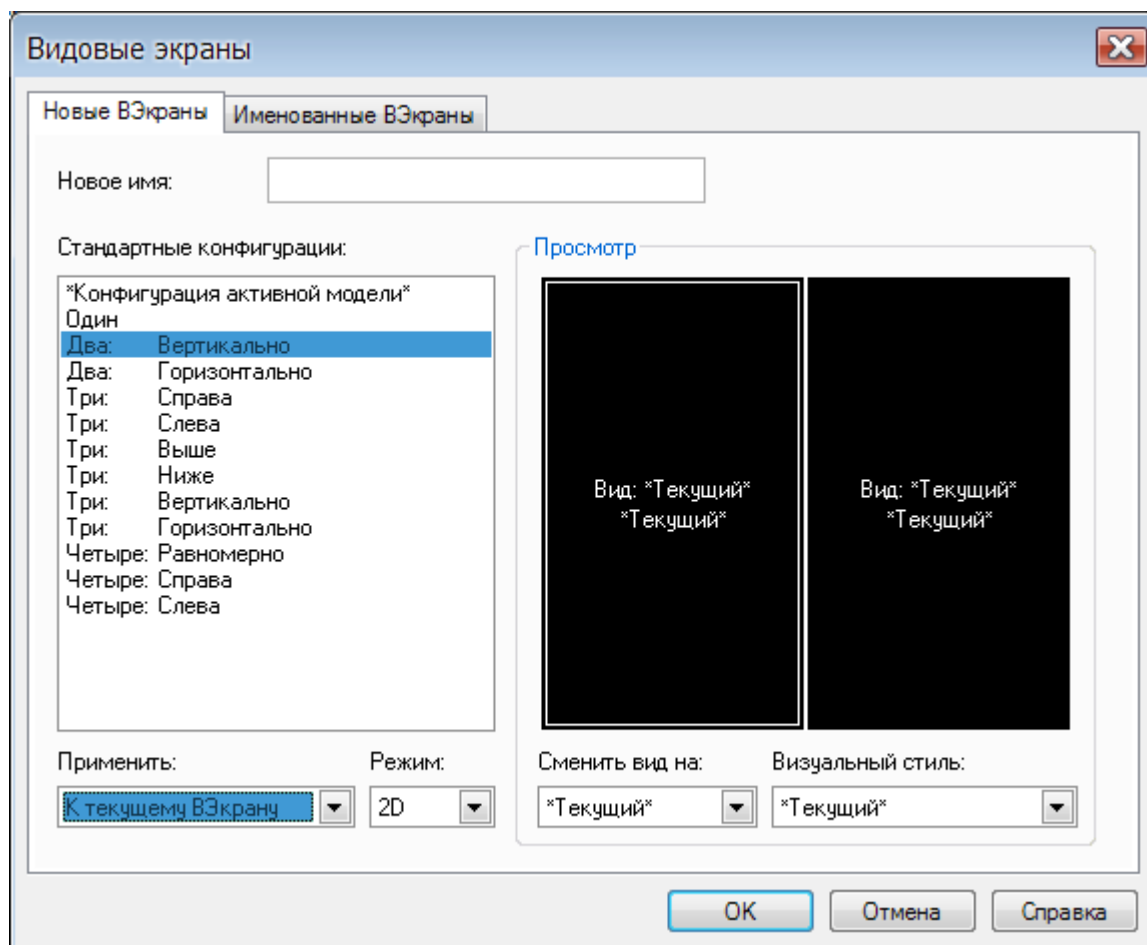 Видовые экраны
Новые ВЭкраны Именованные ВЭкраны
Новое имя:
Стандартные конфигурации:
*Конфигурация активной модели*
Один
Два: Вертикально
Два: Горизонтально
Три: Справа
Три: Слева
Три: Выше
Три: Ниже
Три: Вертикально
Три: Горизонтально
Четыре: Равномерно
Четыре: Справа
Четыре: Слева
Применить: Режим:
К текущему ВЭкрану 2D
Просмотр
Вид: *Текущий*
*Текущий*
Вид: *Текущий*
*Текущий*
Сменить вид на: Визуальный стиль:
*Текущий* *Текущий*
OK Отмена Справка